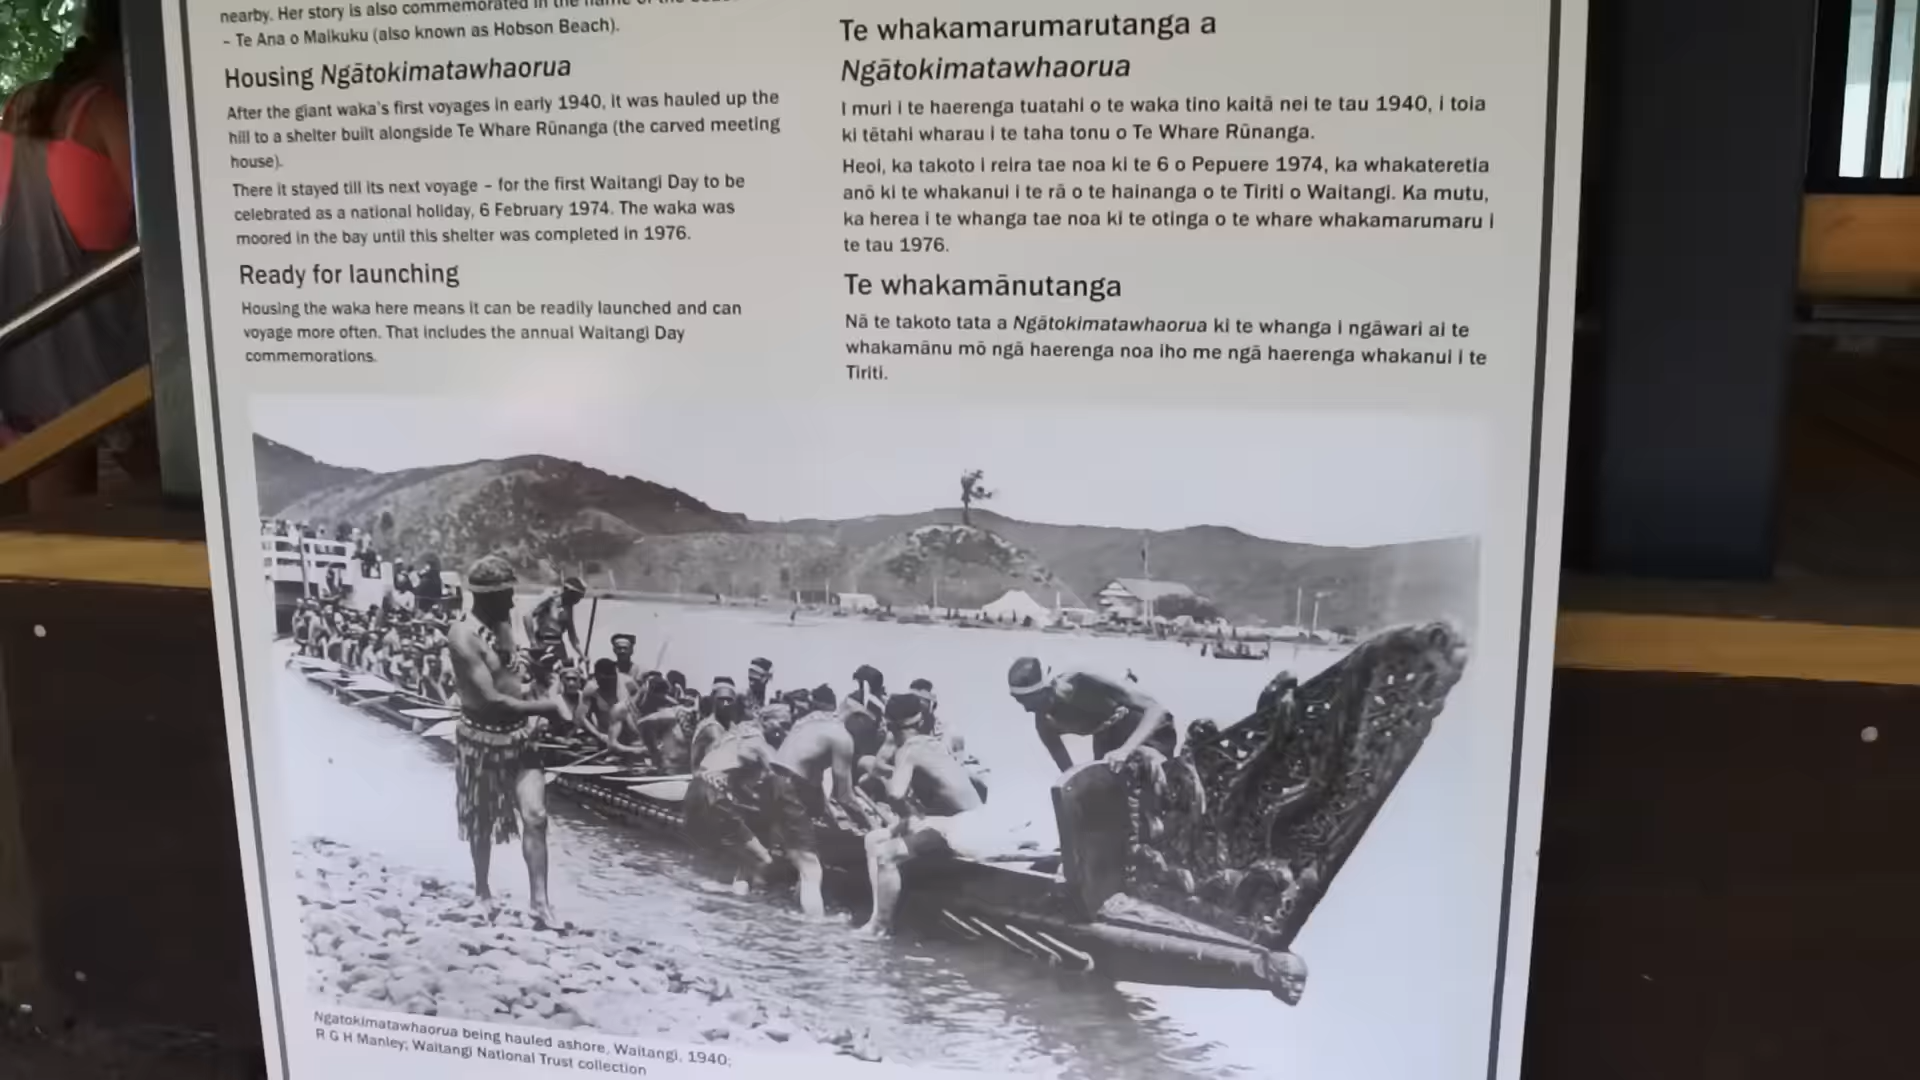 nearby. Her story is also commemorated in the name of the
– Te Ana o Maikuku (also known as Hobson Beach).
Housing Ngātokimatawhaorua
After the giant waka's first voyages in early 1940, it was hauled up the
hill to a shelter built alongside Te Whare Rūnanga (the carved meeting
house).
There it stayed till its next voyage – for the first Waitangi Day to be
celebrated as a national holiday, 6 February 1974. The waka was
moored in the bay until this shelter was completed in 1976.
Ready for launching
Housing the waka here means it can be readily launched and can
voyage more often. That includes the annual Waitangi Day
commemorations.
Te whakamarumarutanga a
Ngātokimatawhaorua
I muri i te haerenga tuatahi o te waka tino kaitā nei te tau 1940, i toia
ki tētahi wharau i te taha tonu o Te Whare Rūnanga.
Heoi, ka takoto i reira tae noa ki te 6 o Pepuere 1974, ka whakateretia
anō ki te whakanui i te rā o te hainanga o te Tiriti o Waitangi. Ka mutu,
ka herea i te whanga tae noa ki te otinga o te whare whakamarumaru i
te tau 1976.
Te whakamānutanga
Nā te takoto tata a Ngātokimatawhaorua ki te whanga i ngāwari ai te
whakamānu mō ngā haerenga noa iho me ngā haerenga whakanui i te
Tiriti.
Ngatokimatawhaorua being hauled ashore, Waitangi, 1940;
R G H Manley; Waitangi National Trust collection